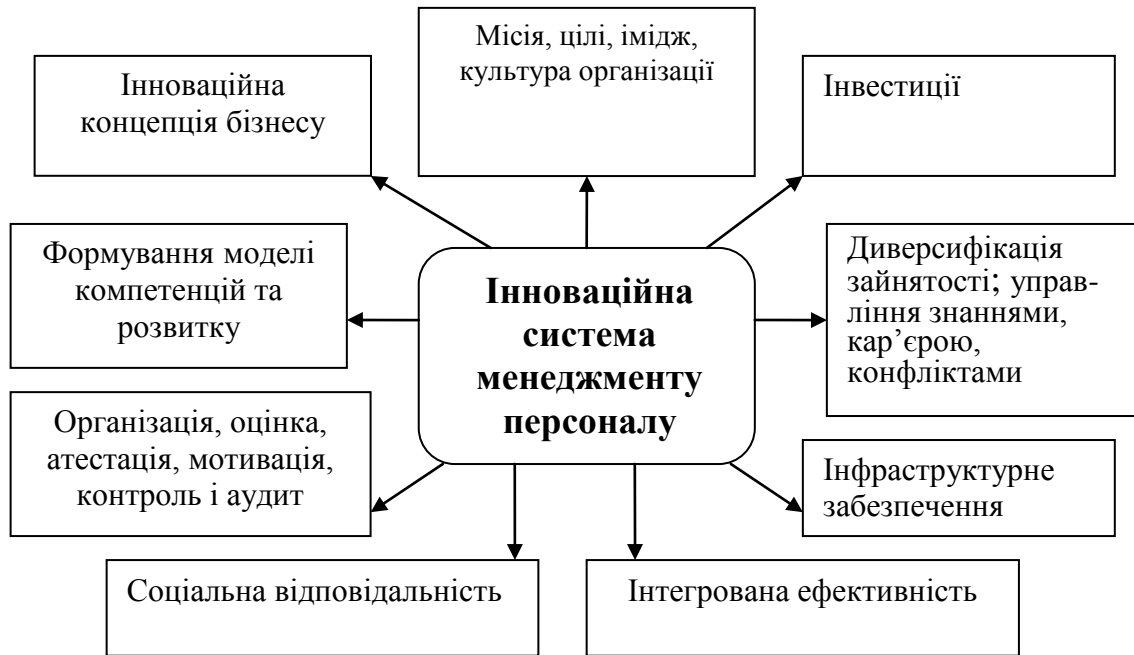 Місія, цілі, імідж,
культура організації
Інноваційна
концепція бізнесу
Інвестиції
Формування моделі
компетенцій та
розвитку
Інноваційна
система
менеджменту
персоналу
Диверсифікація
зайнятості; управ-
ління знаннями,
кар’єрою,
конфліктами
Організація, оцінка,
атестація, мотивація,
контроль і аудит
Інфраструктурне
забезпечення
Соціальна відповідальність
Інтегрована ефективність